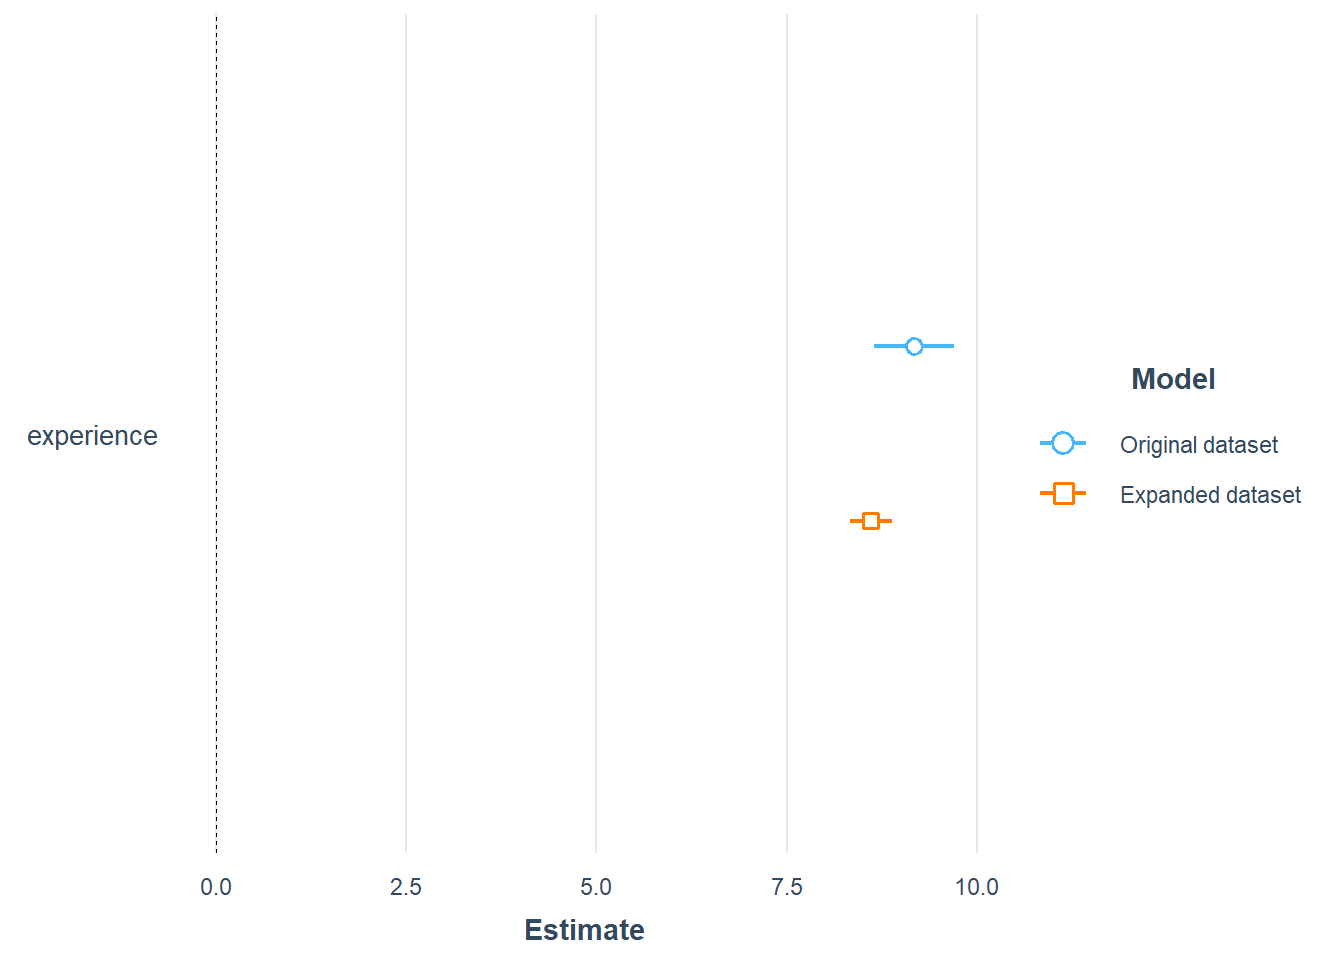 experience
Model
Original dataset
Expanded dataset
0.0 2.5 5.0 7.5 10.0
Estimate